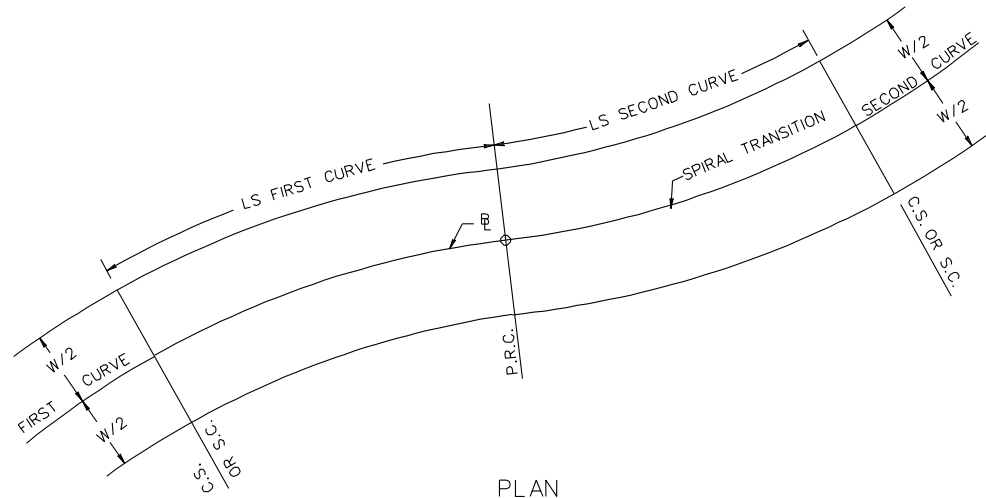 W/2
SECOND CURVE
W/2
LS SECOND CURVE
LS FIRST CURVE
SPIRAL TRANSITION
BL
C.S. OR S.C.
P.R.C.
W/2
FIRST CURVE
W/2
C.S.
OR S.C.
PLAN